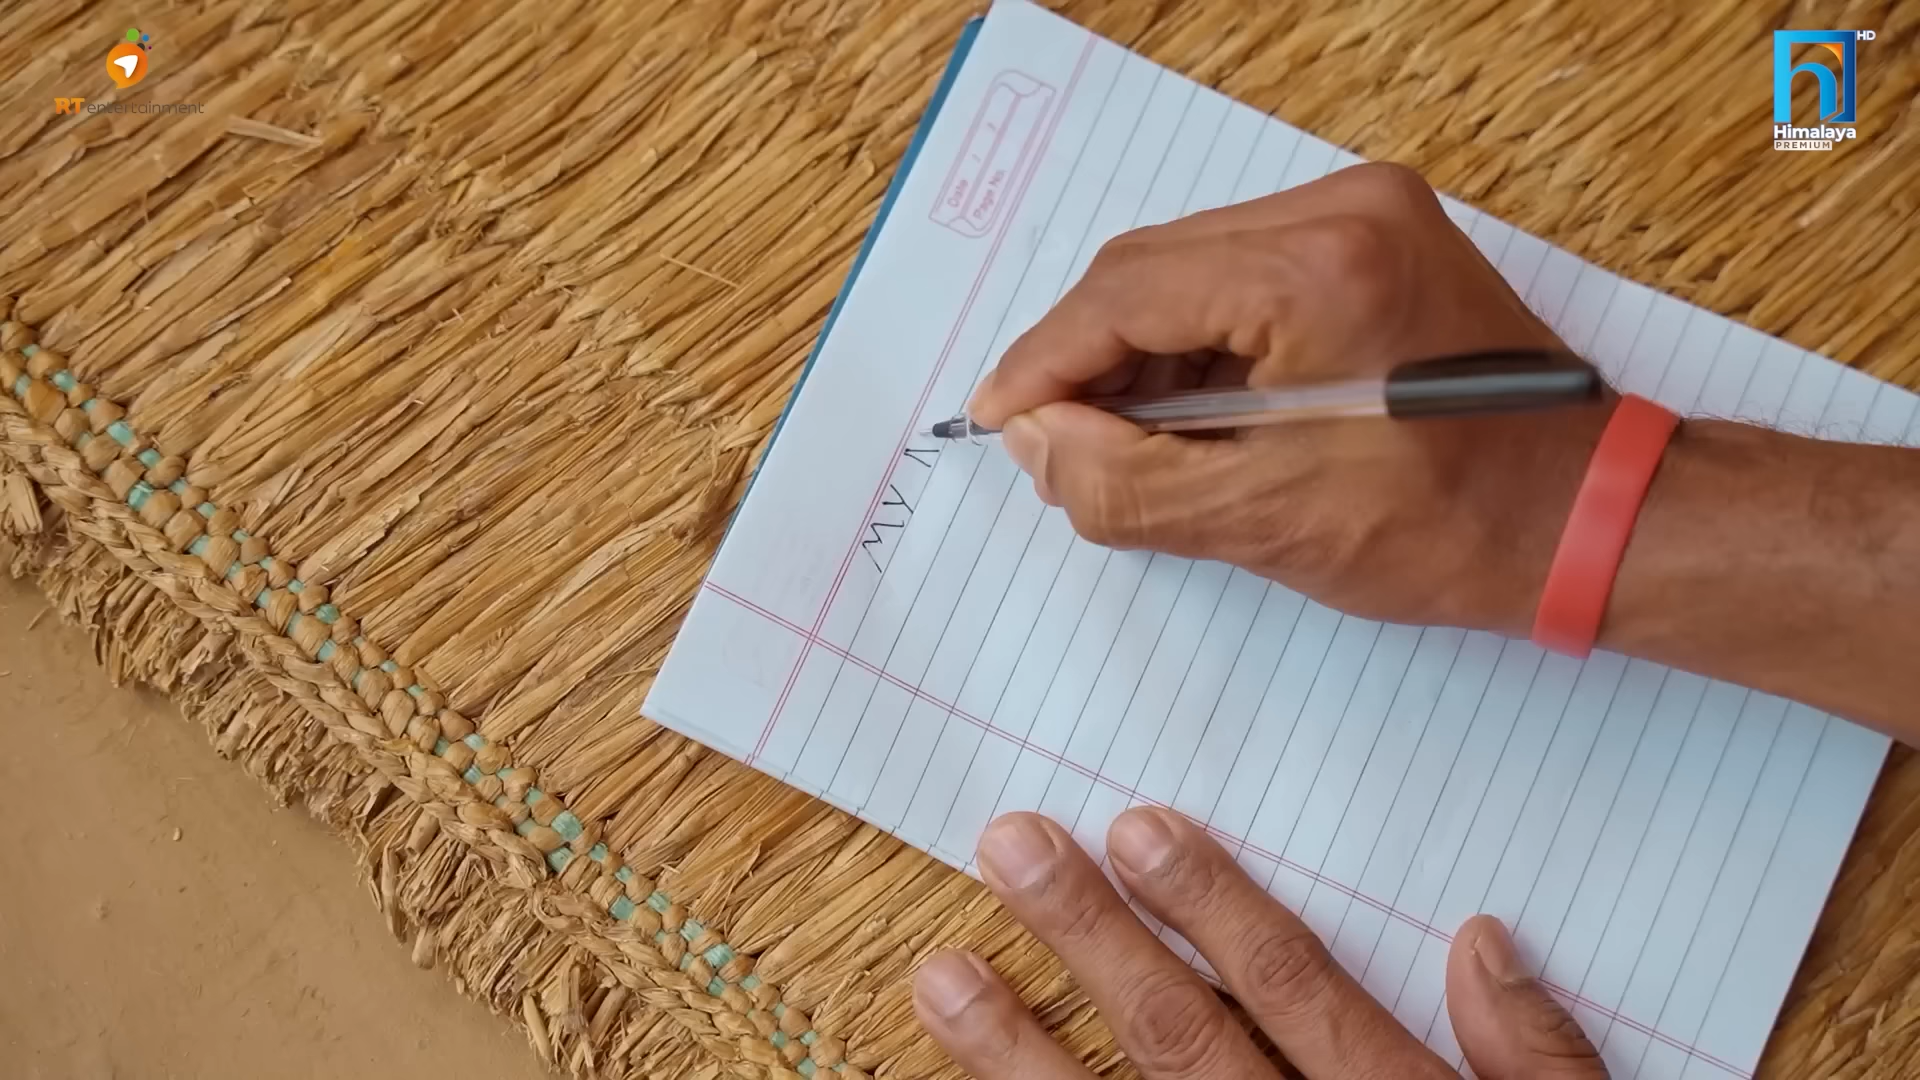 RT entertainment
HD
Himalaya
PREMIUM
Date / /
Page No.
MY